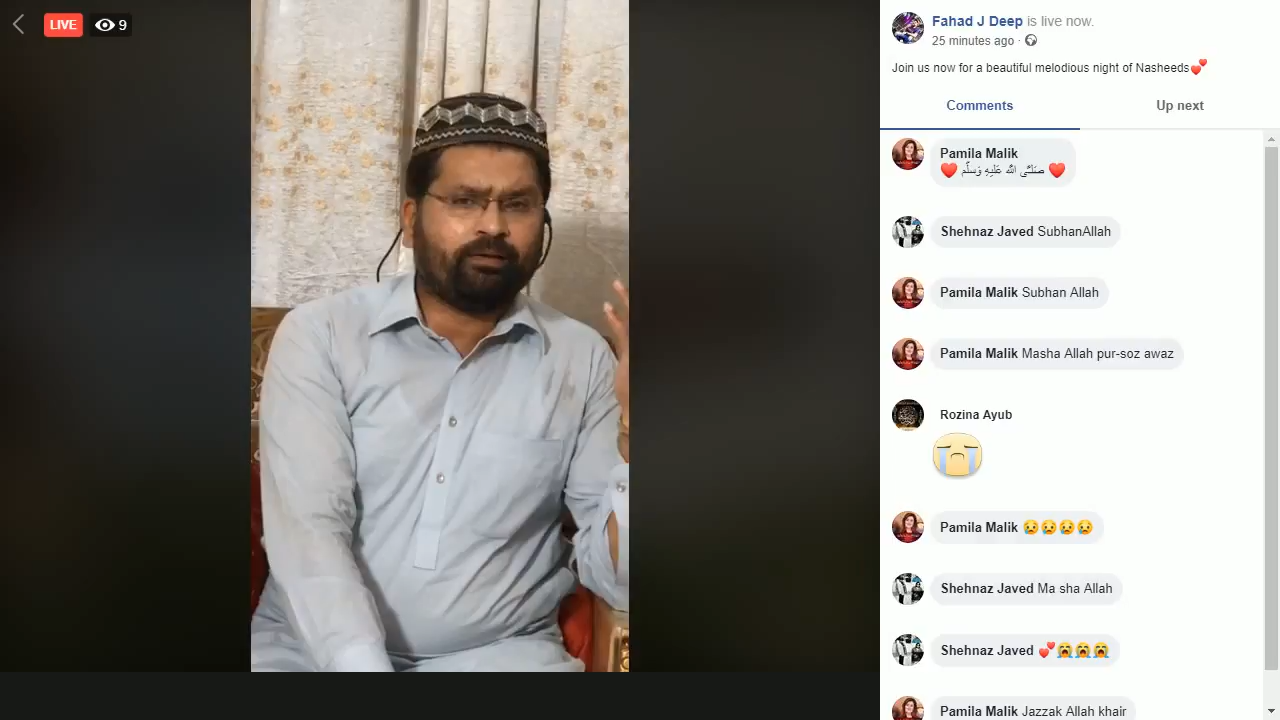 LIVE 9
Fahad J Deep is live now.
25 minutes ago ·
Join us now for a beautiful melodious night of Nasheeds💕
Comments Up next
Pamila Malik
❤️ صَلَّى اللّٰهُ عَلَيْهِ وَسَلَّم ❤️
Shehnaz Javed SubhanAllah
Pamila Malik Subhan Allah
Pamila Malik Masha Allah pur-soz awaz
Rozina Ayub
Pamila Malik 😢😢😢😢
Shehnaz Javed Ma sha Allah
Shehnaz Javed 💕😭😭😭
Pamila Malik Jazzak Allah khair